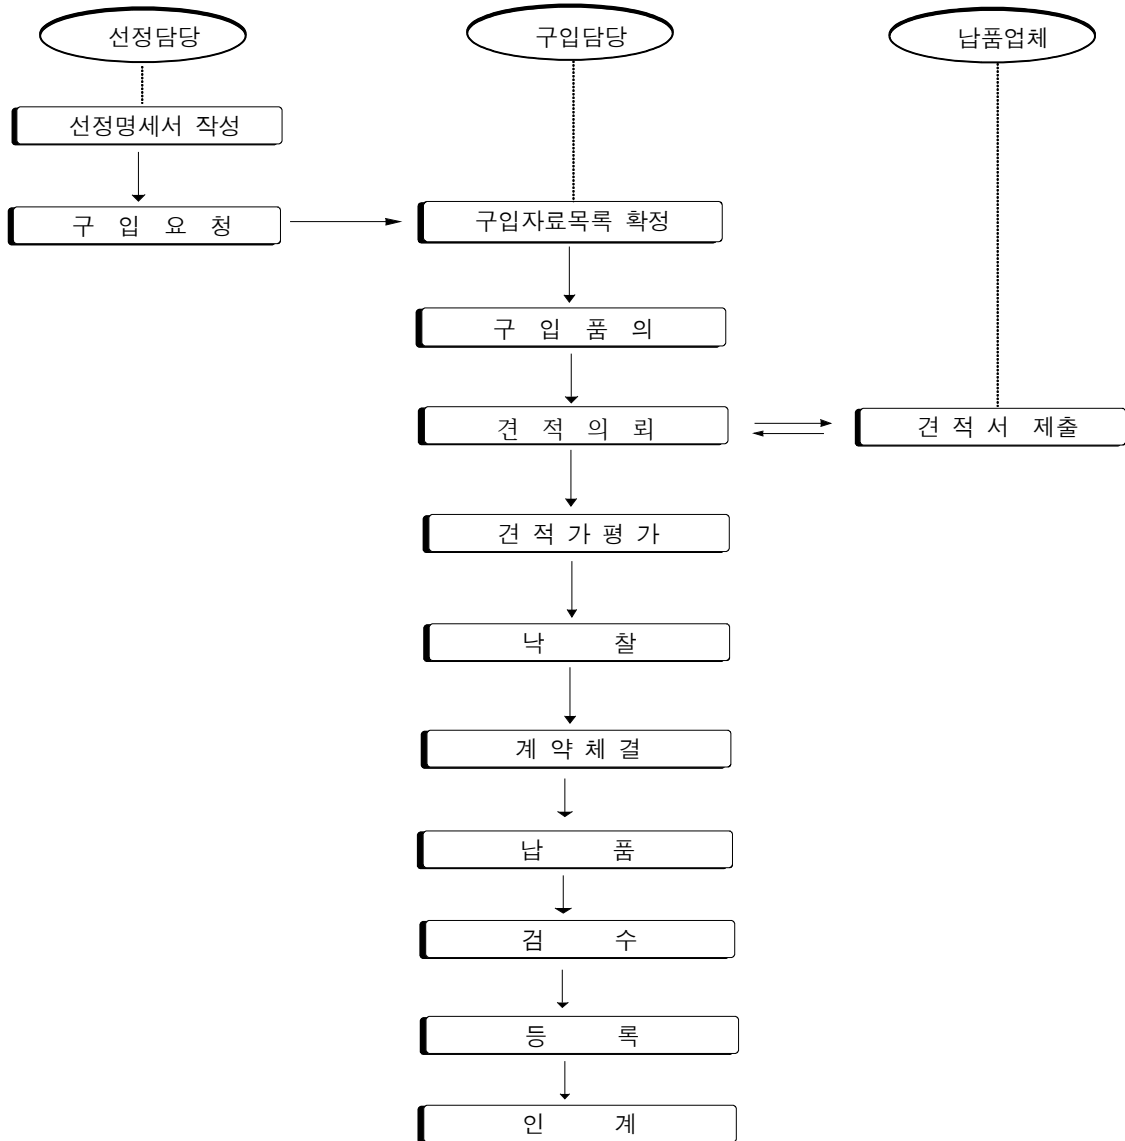 선정담당
구입담당
납품업체
선정명세서 작성
구 입 요 청
구입자료목록 확정
구 입 품 의
견 적 의 뢰
견 적 서 제출
견 적 가 평 가
낙 찰
계 약 체 결
납 품
검 수
등 록
인 계